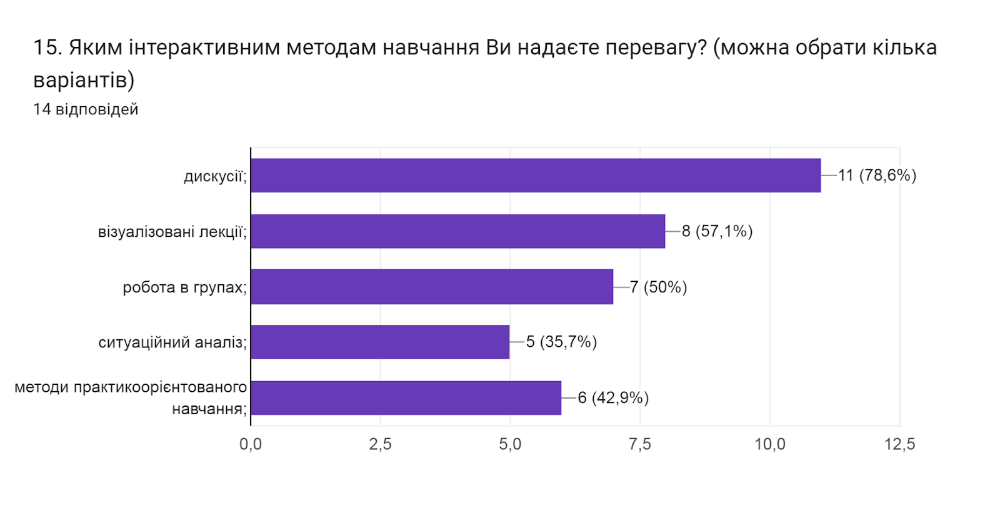 15. Яким інтерактивним методам навчання Ви надаєте перевагу? (можна обрати кілька
варіантів)
14 відповідей
дискусії;
11 (78,6%)
візуалізовані лекції;
8 (57,1%)
робота в групах;
7 (50%)
ситуаційний аналіз;
5 (35,7%)
методи практикоорієнтованого
навчання;
6 (42,9%)
0,0 2,5 5,0 7,5 10,0 12,5